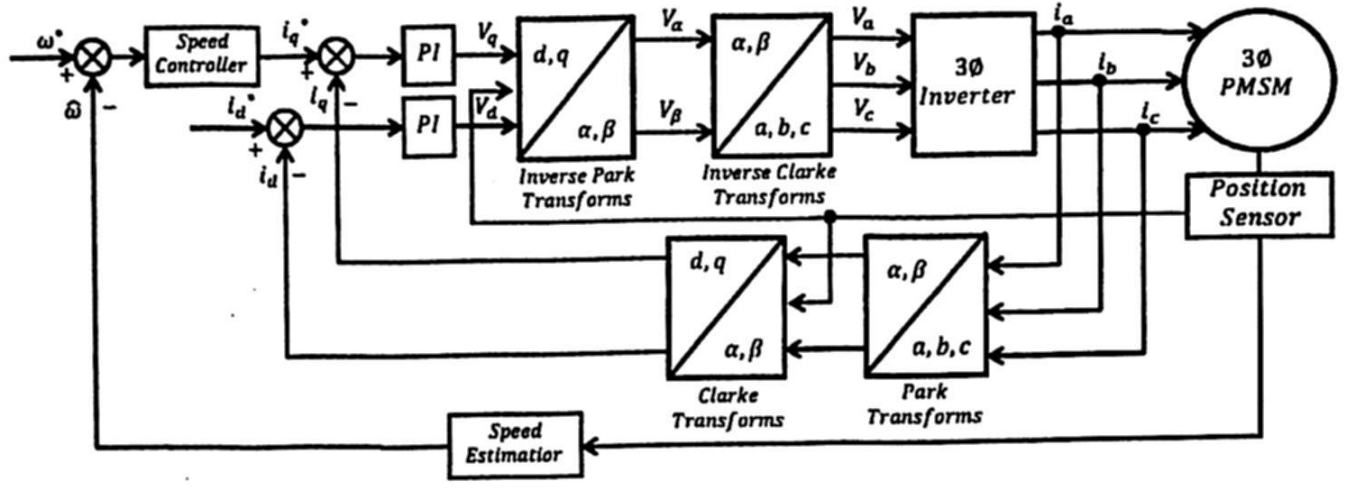 ω*
+
ω̂
−
Speed
Controller
i_q*
+
i_q
−
i_d*
+
i_d
−
PI
PI
V_q
V_d
d, q
α, β
Inverse Park
Transforms
V_α
V_β
α, β
a, b, c
Inverse Clarke
Transforms
V_a
V_b
V_c
3Ø
Inverter
i_a
i_b
i_c
3Ø
PMSM
Position
Sensor
d, q
α, β
Clarke
Transforms
α, β
a, b, c
Park
Transforms
Speed
Estimatior